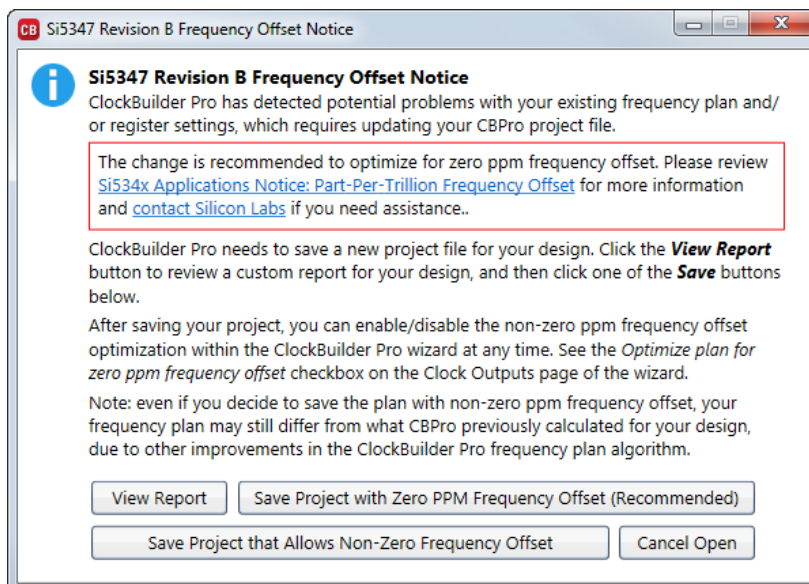 CB Si5347 Revision B Frequency Offset Notice
Si5347 Revision B Frequency Offset Notice
ClockBuilder Pro has detected potential problems with your existing frequency plan and/
or register settings, which requires updating your CBPro project file.
The change is recommended to optimize for zero ppm frequency offset. Please review
Si534x Applications Notice: Part-Per-Trillion Frequency Offset for more information
and contact Silicon Labs if you need assistance..
ClockBuilder Pro needs to save a new project file for your design. Click the View Report
button to review a custom report for your design, and then click one of the Save buttons
below.
After saving your project, you can enable/disable the non-zero ppm frequency offset
optimization within the ClockBuilder Pro wizard at any time. See the Optimize plan for
zero ppm frequency offset checkbox on the Clock Outputs page of the wizard.
Note: even if you decide to save the plan with non-zero ppm frequency offset, your
frequency plan may still differ from what CBPro previously calculated for your design,
due to other improvements in the ClockBuilder Pro frequency plan algorithm.
View Report Save Project with Zero PPM Frequency Offset (Recommended)
Save Project that Allows Non-Zero Frequency Offset Cancel Open